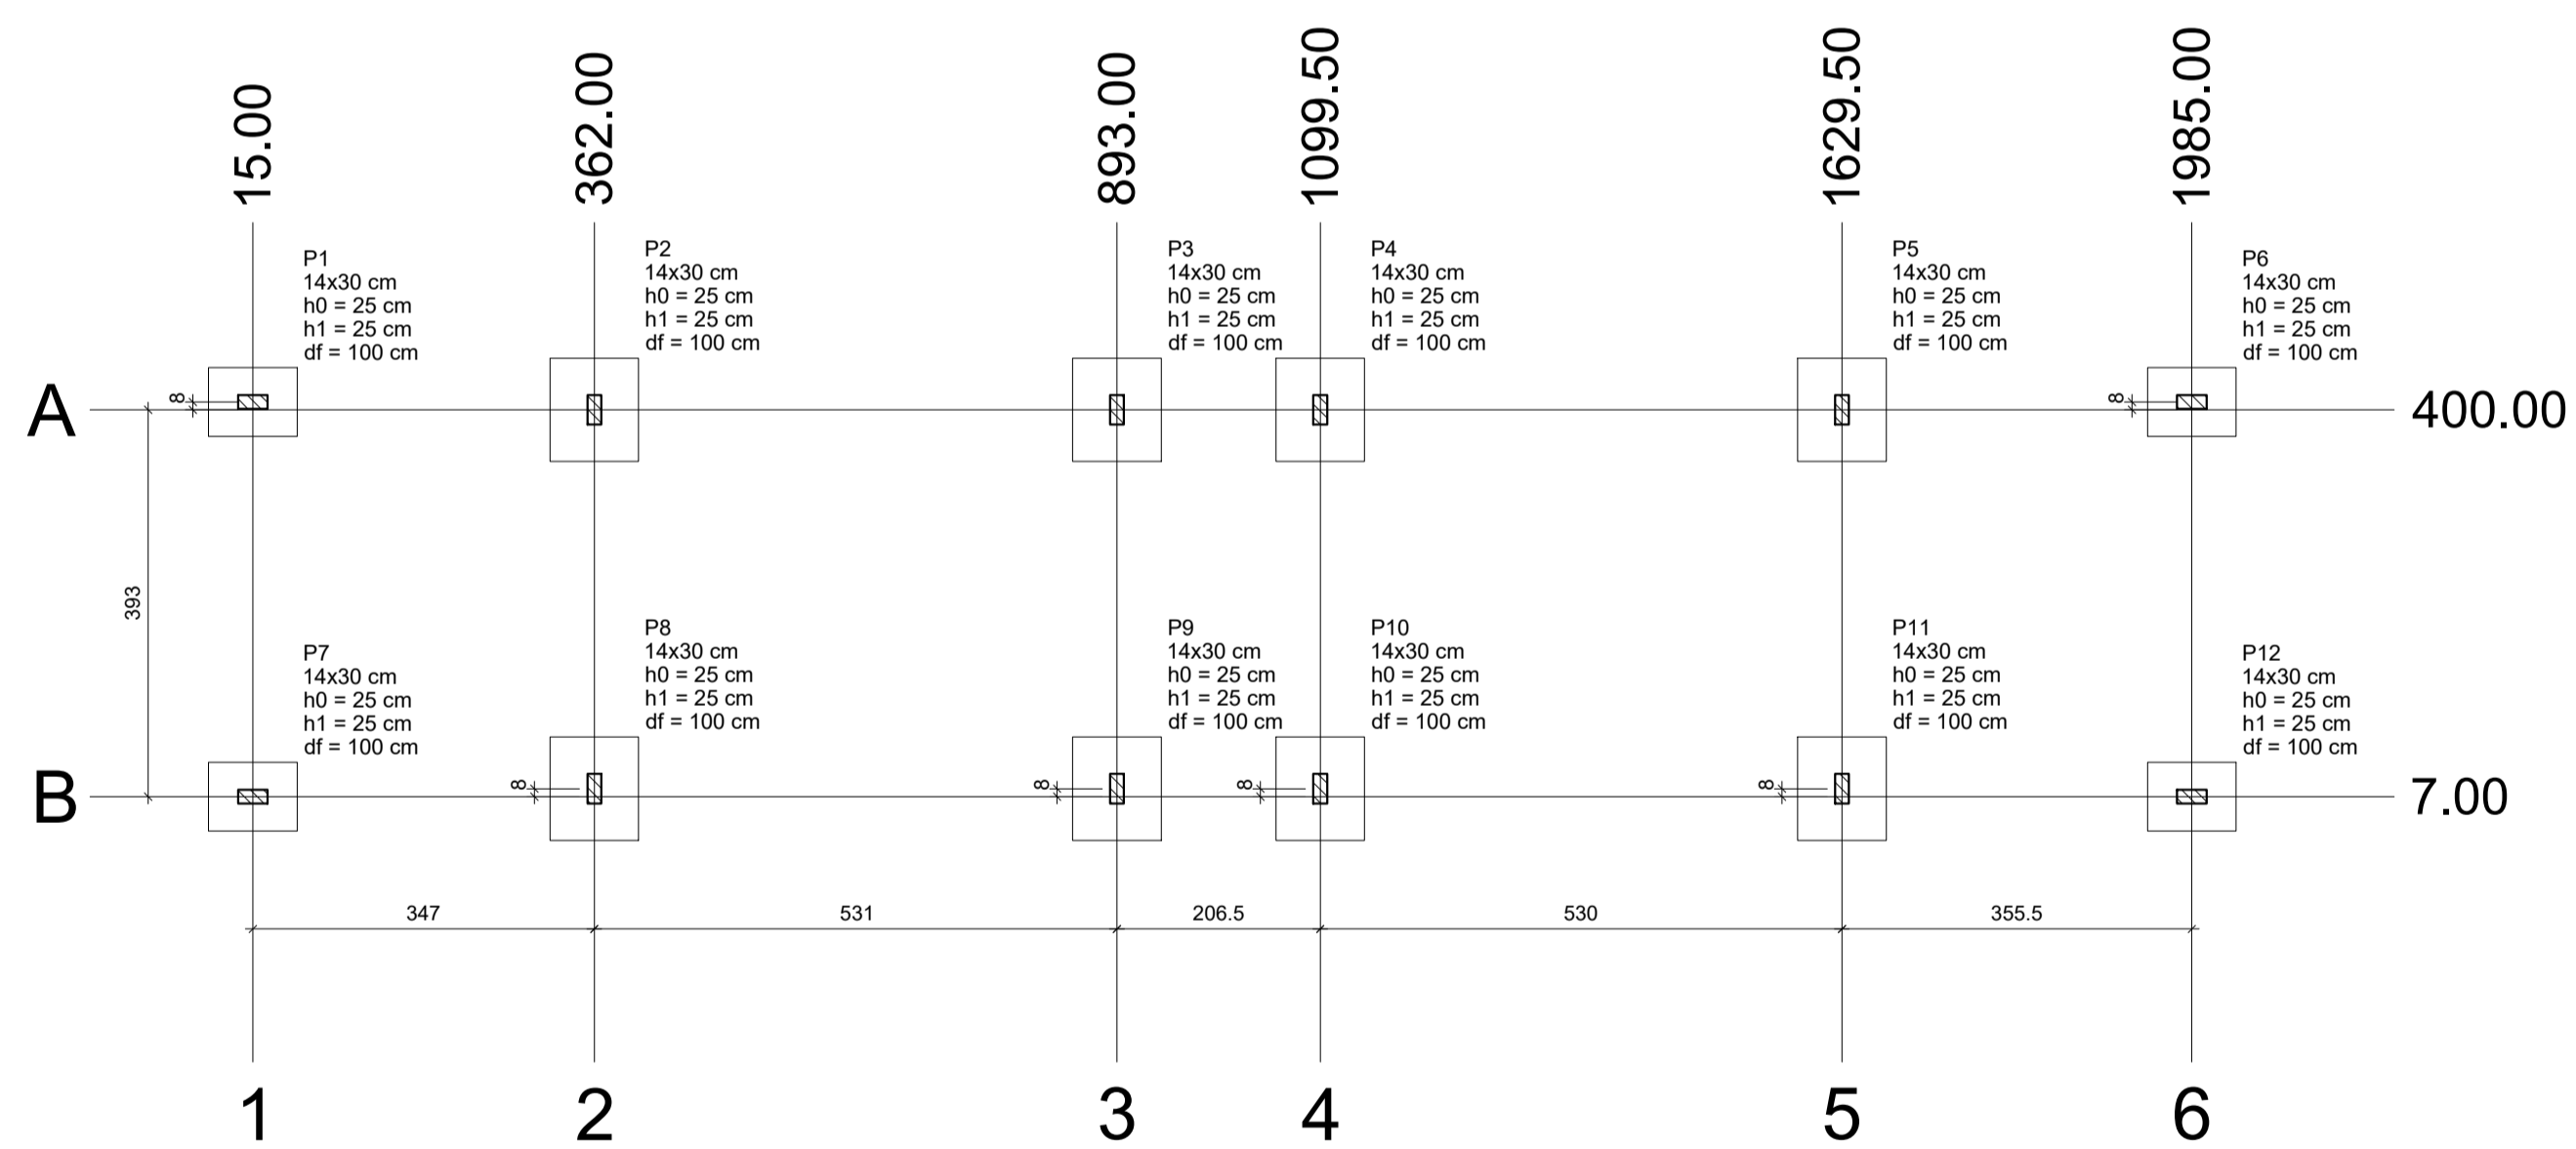 15.00
362.00
893.00
1099.50
1629.50
1985.00
P1
14x30 cm
h0 = 25 cm
h1 = 25 cm
df = 100 cm
P2
14x30 cm
h0 = 25 cm
h1 = 25 cm
df = 100 cm
P3
14x30 cm
h0 = 25 cm
h1 = 25 cm
df = 100 cm
P4
14x30 cm
h0 = 25 cm
h1 = 25 cm
df = 100 cm
P5
14x30 cm
h0 = 25 cm
h1 = 25 cm
df = 100 cm
P6
14x30 cm
h0 = 25 cm
h1 = 25 cm
df = 100 cm
A
8
8
400.00
393
P7
14x30 cm
h0 = 25 cm
h1 = 25 cm
df = 100 cm
P8
14x30 cm
h0 = 25 cm
h1 = 25 cm
df = 100 cm
P9
14x30 cm
h0 = 25 cm
h1 = 25 cm
df = 100 cm
P10
14x30 cm
h0 = 25 cm
h1 = 25 cm
df = 100 cm
P11
14x30 cm
h0 = 25 cm
h1 = 25 cm
df = 100 cm
P12
14x30 cm
h0 = 25 cm
h1 = 25 cm
df = 100 cm
B
8
8
8
8
7.00
347
531
206.5
530
355.5
1
2
3
4
5
6